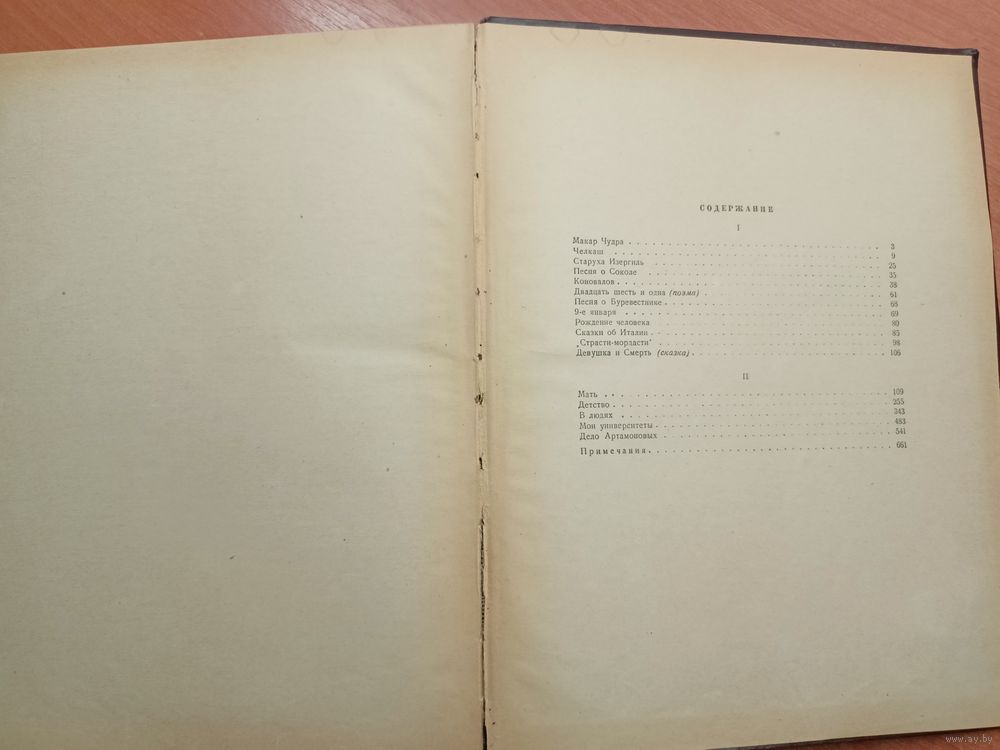 СОДЕРЖАНИЕ
I
Макар Чудра . . . . . . . . . . . . . . . . . . . . . . . . 3
Челкаш . . . . . . . . . . . . . . . . . . . . . . . . 9
Старуха Изергиль . . . . . . . . . . . . . . . . . . . . . . . . 25
Песня о Соколе . . . . . . . . . . . . . . . . . . . . . . . . 35
Коновалов . . . . . . . . . . . . . . . . . . . . . . . . 38
Двадцать шесть и одна (поэма) . . . . . . . . . . . . . . . . . . 61
Песня о Буревестнике . . . . . . . . . . . . . . . . . . . . . . 68
9-е января . . . . . . . . . . . . . . . . . . . . . . . . 69
Рождение человека . . . . . . . . . . . . . . . . . . . . . . 80
Сказки об Италии . . . . . . . . . . . . . . . . . . . . . . 85
„Страсти-мордасти“ . . . . . . . . . . . . . . . . . . . . . . 98
Девушка и Смерть (сказка) . . . . . . . . . . . . . . . . . . 106
II
Мать . . . . . . . . . . . . . . . . . . . . . . . . 109
Детство . . . . . . . . . . . . . . . . . . . . . . . . 255
В людях . . . . . . . . . . . . . . . . . . . . . . . . 343
Мои университеты . . . . . . . . . . . . . . . . . . . . . . 483
Дело Артамоновых . . . . . . . . . . . . . . . . . . . . . . 541
Примечания . . . . . . . . . . . . . . . . . . . . . . 661
www.ay.by